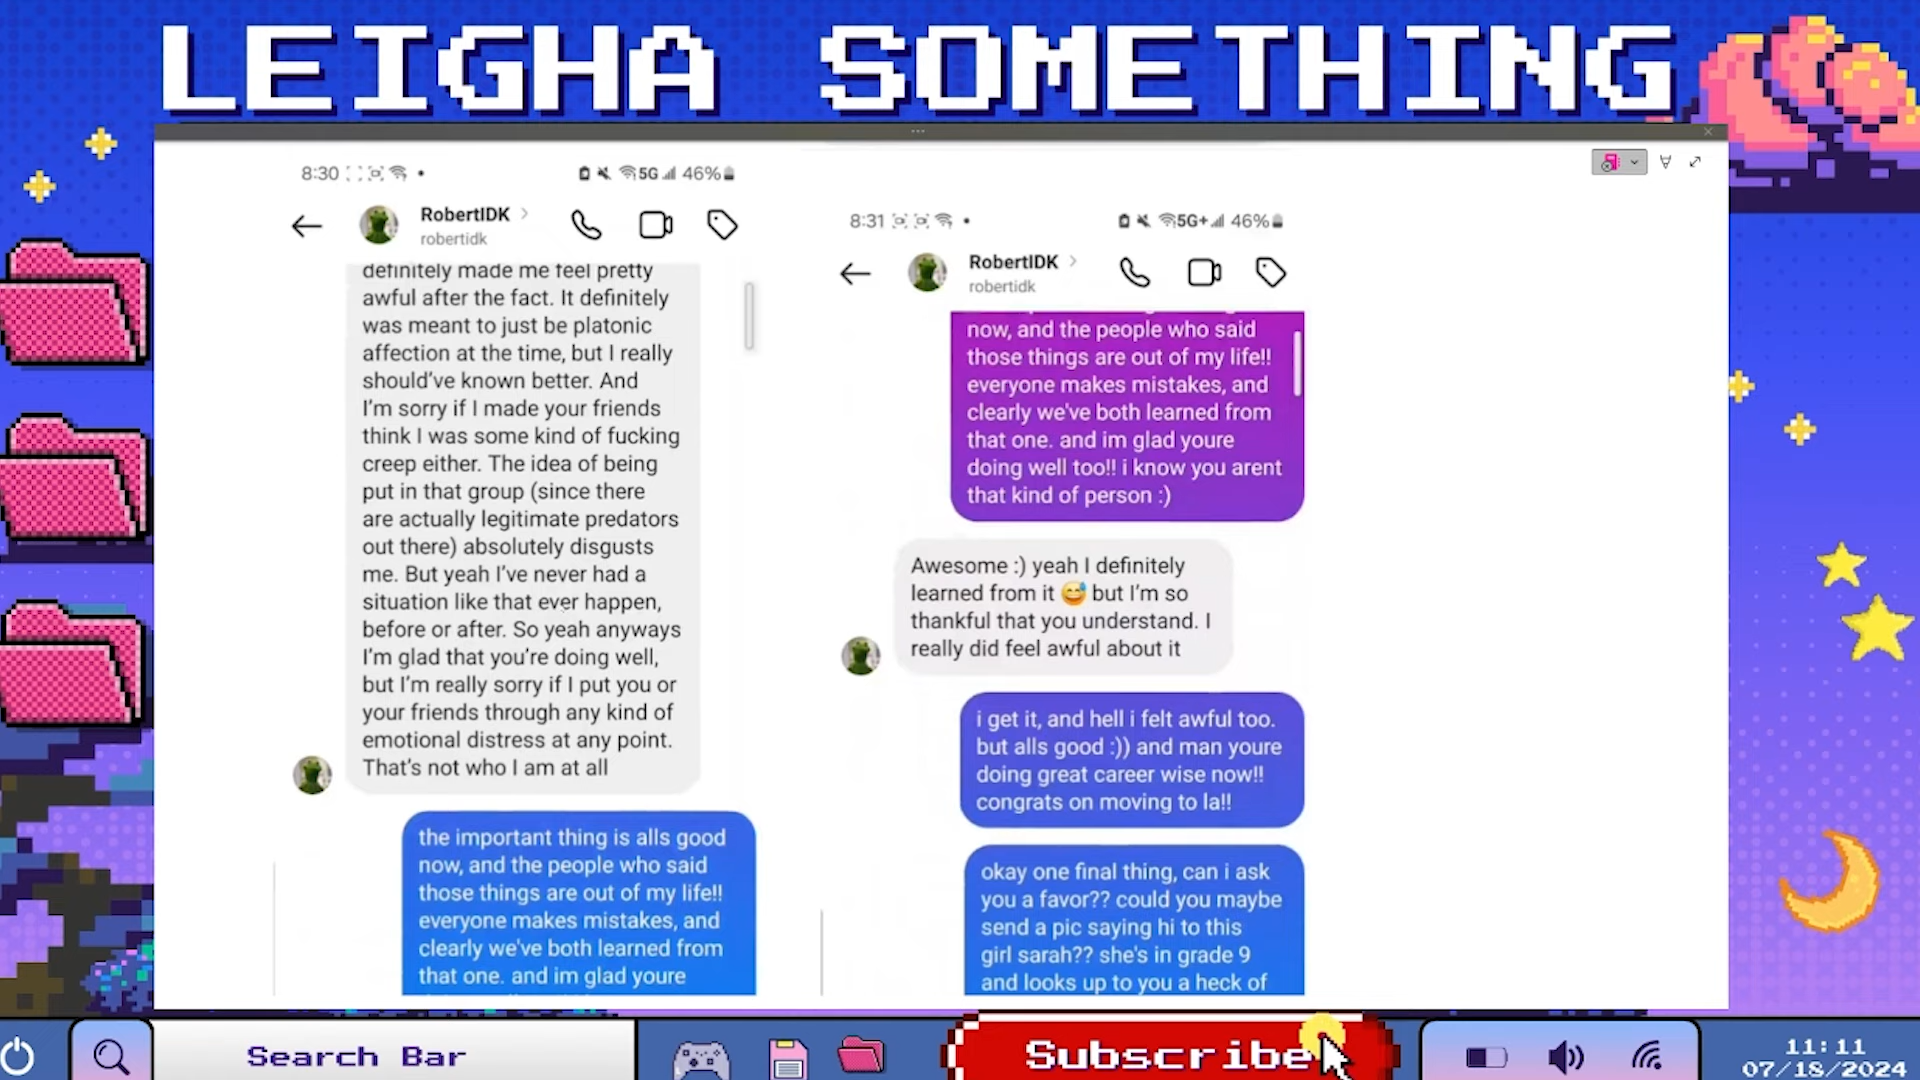 LEIGHA SOMETHING
8:30
5G
46%
RobertIDK
robertidk
definitely made me feel pretty
awful after the fact. It definitely
was meant to just be platonic
affection at the time, but I really
should've known better. And
I'm sorry if I made your friends
think I was some kind of fucking
creep either. The idea of being
put in that group (since there
are actually legitimate predators
out there) absolutely disgusts
me. But yeah I've never had a
situation like that ever happen,
before or after. So yeah anyways
I'm glad that you're doing well,
but I'm really sorry if I put you or
your friends through any kind of
emotional distress at any point.
That's not who I am at all
the important thing is alls good
now, and the people who said
those things are out of my life!!
everyone makes mistakes, and
clearly we've both learned from
that one. and im glad youre
8:31
5G+
46%
RobertIDK
robertidk
now, and the people who said
those things are out of my life!!
everyone makes mistakes, and
clearly we've both learned from
that one. and im glad youre
doing well too!! i know you arent
that kind of person :)
Awesome :) yeah I definitely
learned from it 😅 but I'm so
thankful that you understand. I
really did feel awful about it
i get it, and hell i felt awful too.
but alls good :)) and man youre
doing great career wise now!!
congrats on moving to la!!
okay one final thing, can i ask
you a favor?? could you maybe
send a pic saying hi to this
girl sarah?? she's in grade 9
and looks up to you a heck of
Search Bar
Subscribe
11:11
07/18/2024